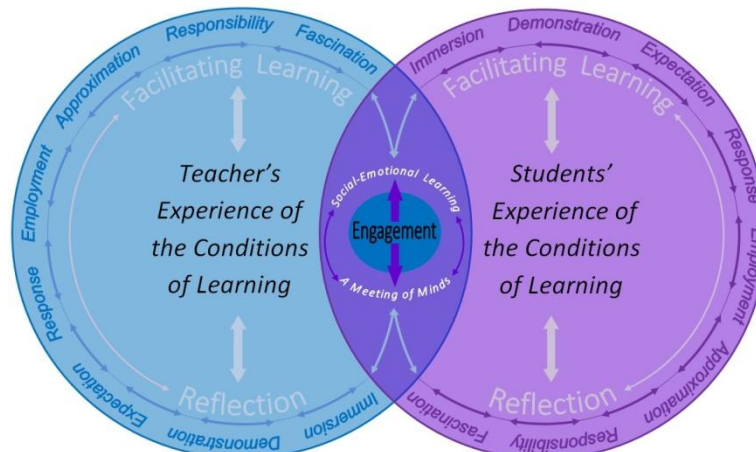 Responsibility
Fascination
Approximation
Employment
Response
Expectation
Demonstration
Immersion
Facilitating Learning
Teacher's
Experience of
the Conditions
of Learning
Reflection
Social-Emotional Learning
Engagement
A Meeting of Minds
Immersion
Demonstration
Expectation
Response
Employment
Approximation
Responsibility
Fascination
Facilitating Learning
Students'
Experience of
the Conditions
of Learning
Reflection